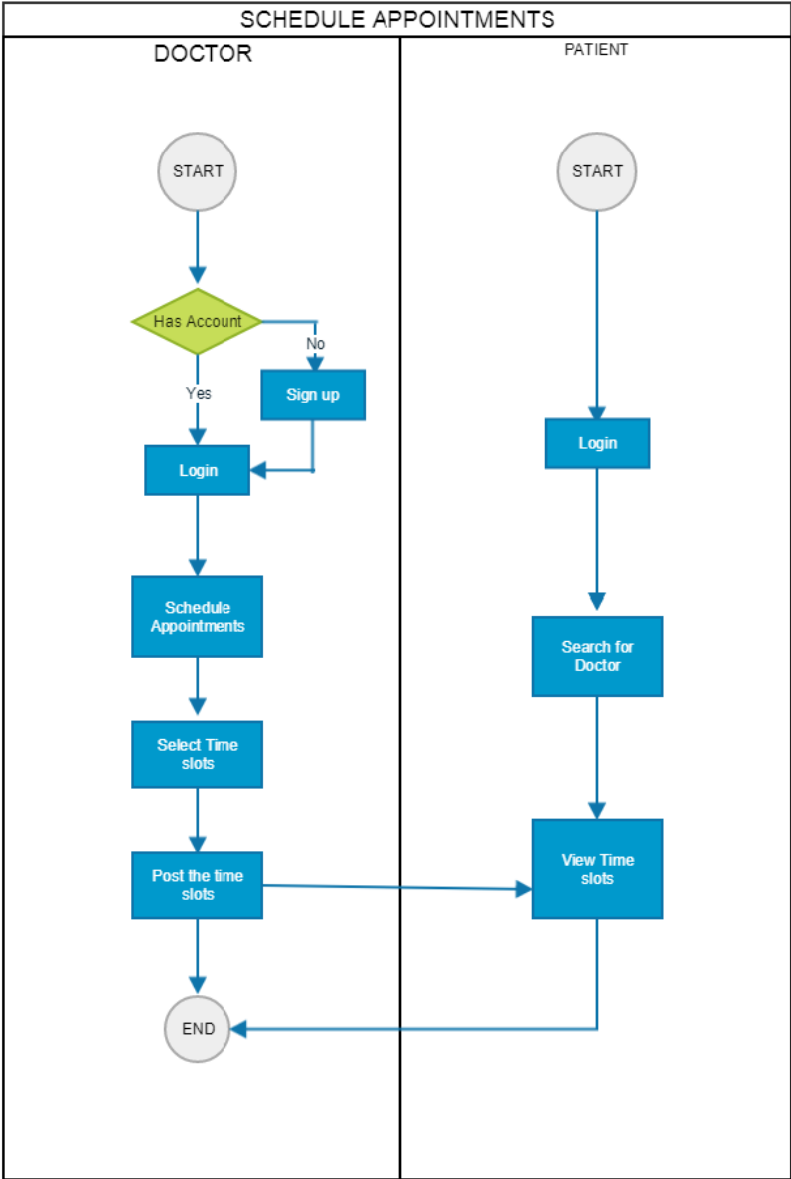 SCHEDULE APPOINTMENTS
DOCTOR
START
Has Account
No
Yes
Sign up
Login
Schedule
Appointments
Select Time
slots
Post the time
slots
END
PATIENT
START
Login
Search for
Doctor
View Time
slots